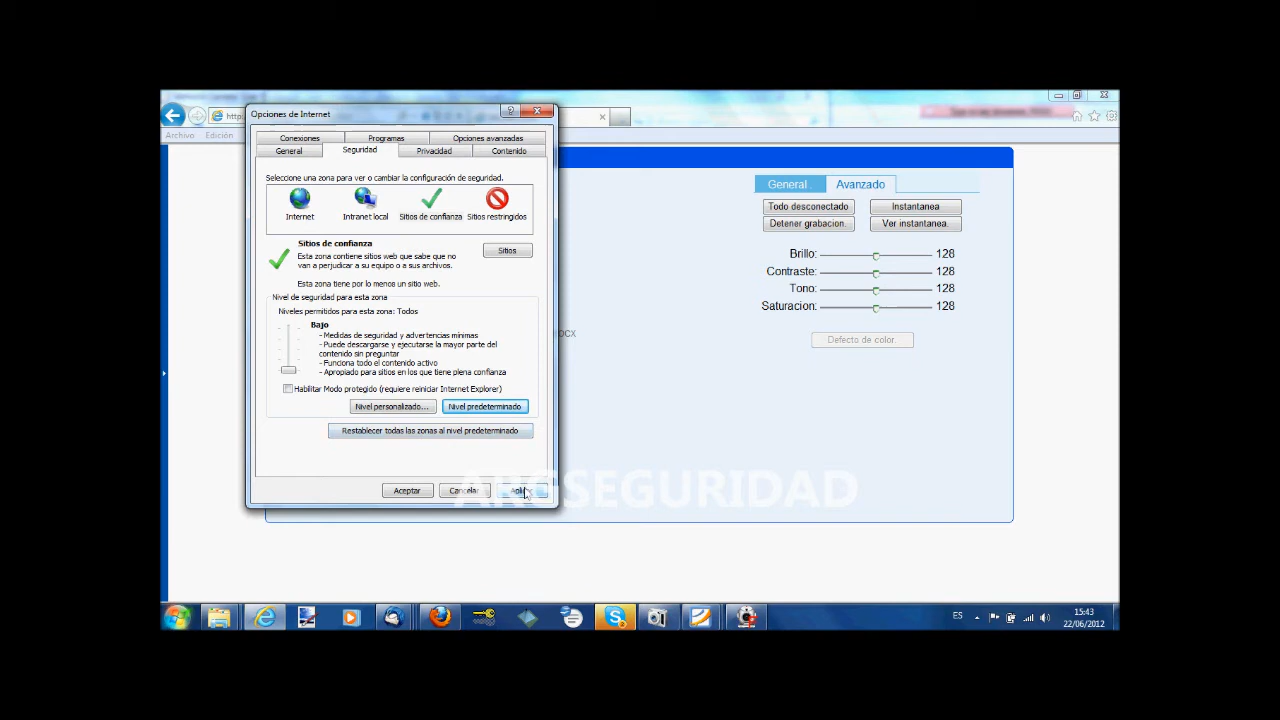 Opciones de Internet
http:
Archivo Edición
Conexiones Programas Opciones avanzadas
General Seguridad Privacidad Contenido
Seleccione una zona para ver o cambiar la configuración de seguridad.
Internet Intranet local Sitios de confianza Sitios restringidos
Sitios de confianza
Sitios
Esta zona contiene sitios web que sabe que no
van a perjudicar a su equipo o a sus archivos.
Esta zona tiene por lo menos un sitio web.
Nivel de seguridad para esta zona
Niveles permitidos para esta zona: Todos
Bajo
- Medidas de seguridad y advertencias mínimas
- Puede descargarse y ejecutarse la mayor parte del
contenido sin preguntar
- Funciona todo el contenido activo
- Apropiado para sitios en los que tiene plena confianza
Habilitar Modo protegido (requiere reiniciar Internet Explorer)
Nivel personalizado... Nivel predeterminado
Restablecer todas las zonas al nivel predeterminado
Aceptar Cancelar
General Avanzado
Todo desconectado Instantanea
Detener grabacion. Ver instantanea.
Brillo: 128
Contraste: 128
Tono: 128
Saturacion: 128
Defecto de color.
ARGSEGURIDAD
ES
15:43
22/06/2012